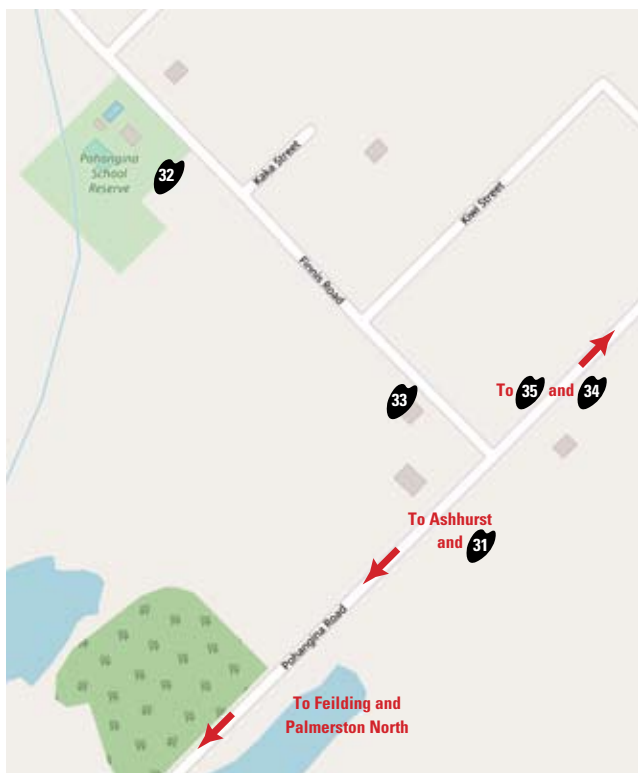 Pohangina
School
Reserve
32
Kaka Street
Kiwi Street
Finnis Road
33
To 35 and 34
To Ashhurst
and 31
Pohangina Road
To Feilding and
Palmerston North